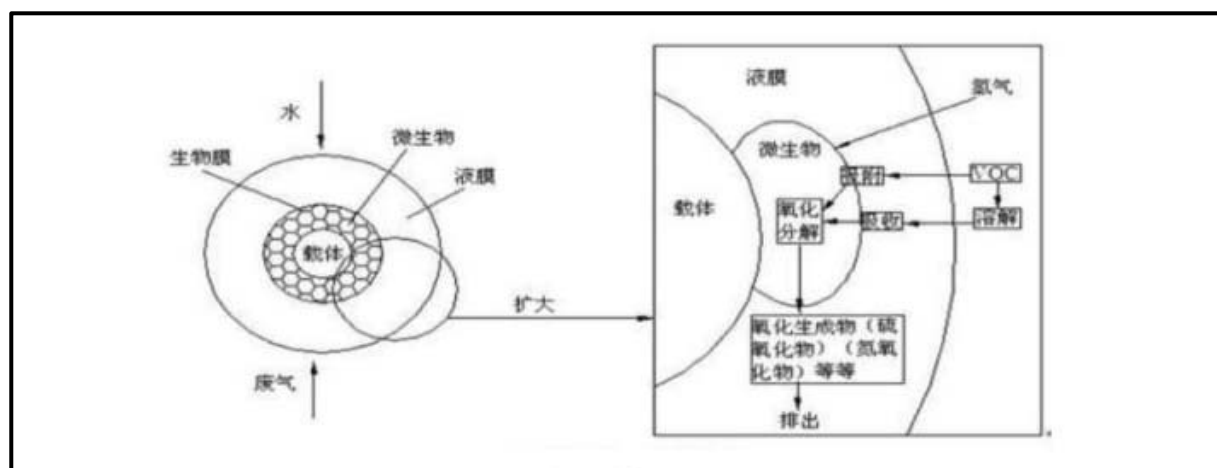 水
微生物
生物膜
液膜
载体
废气
扩大
液膜
微生物
载体
吸附
VOC
氧化
分解
吸收
溶解
氧化生成物（硫
氧化物）（氮氧
化物）等等
排出